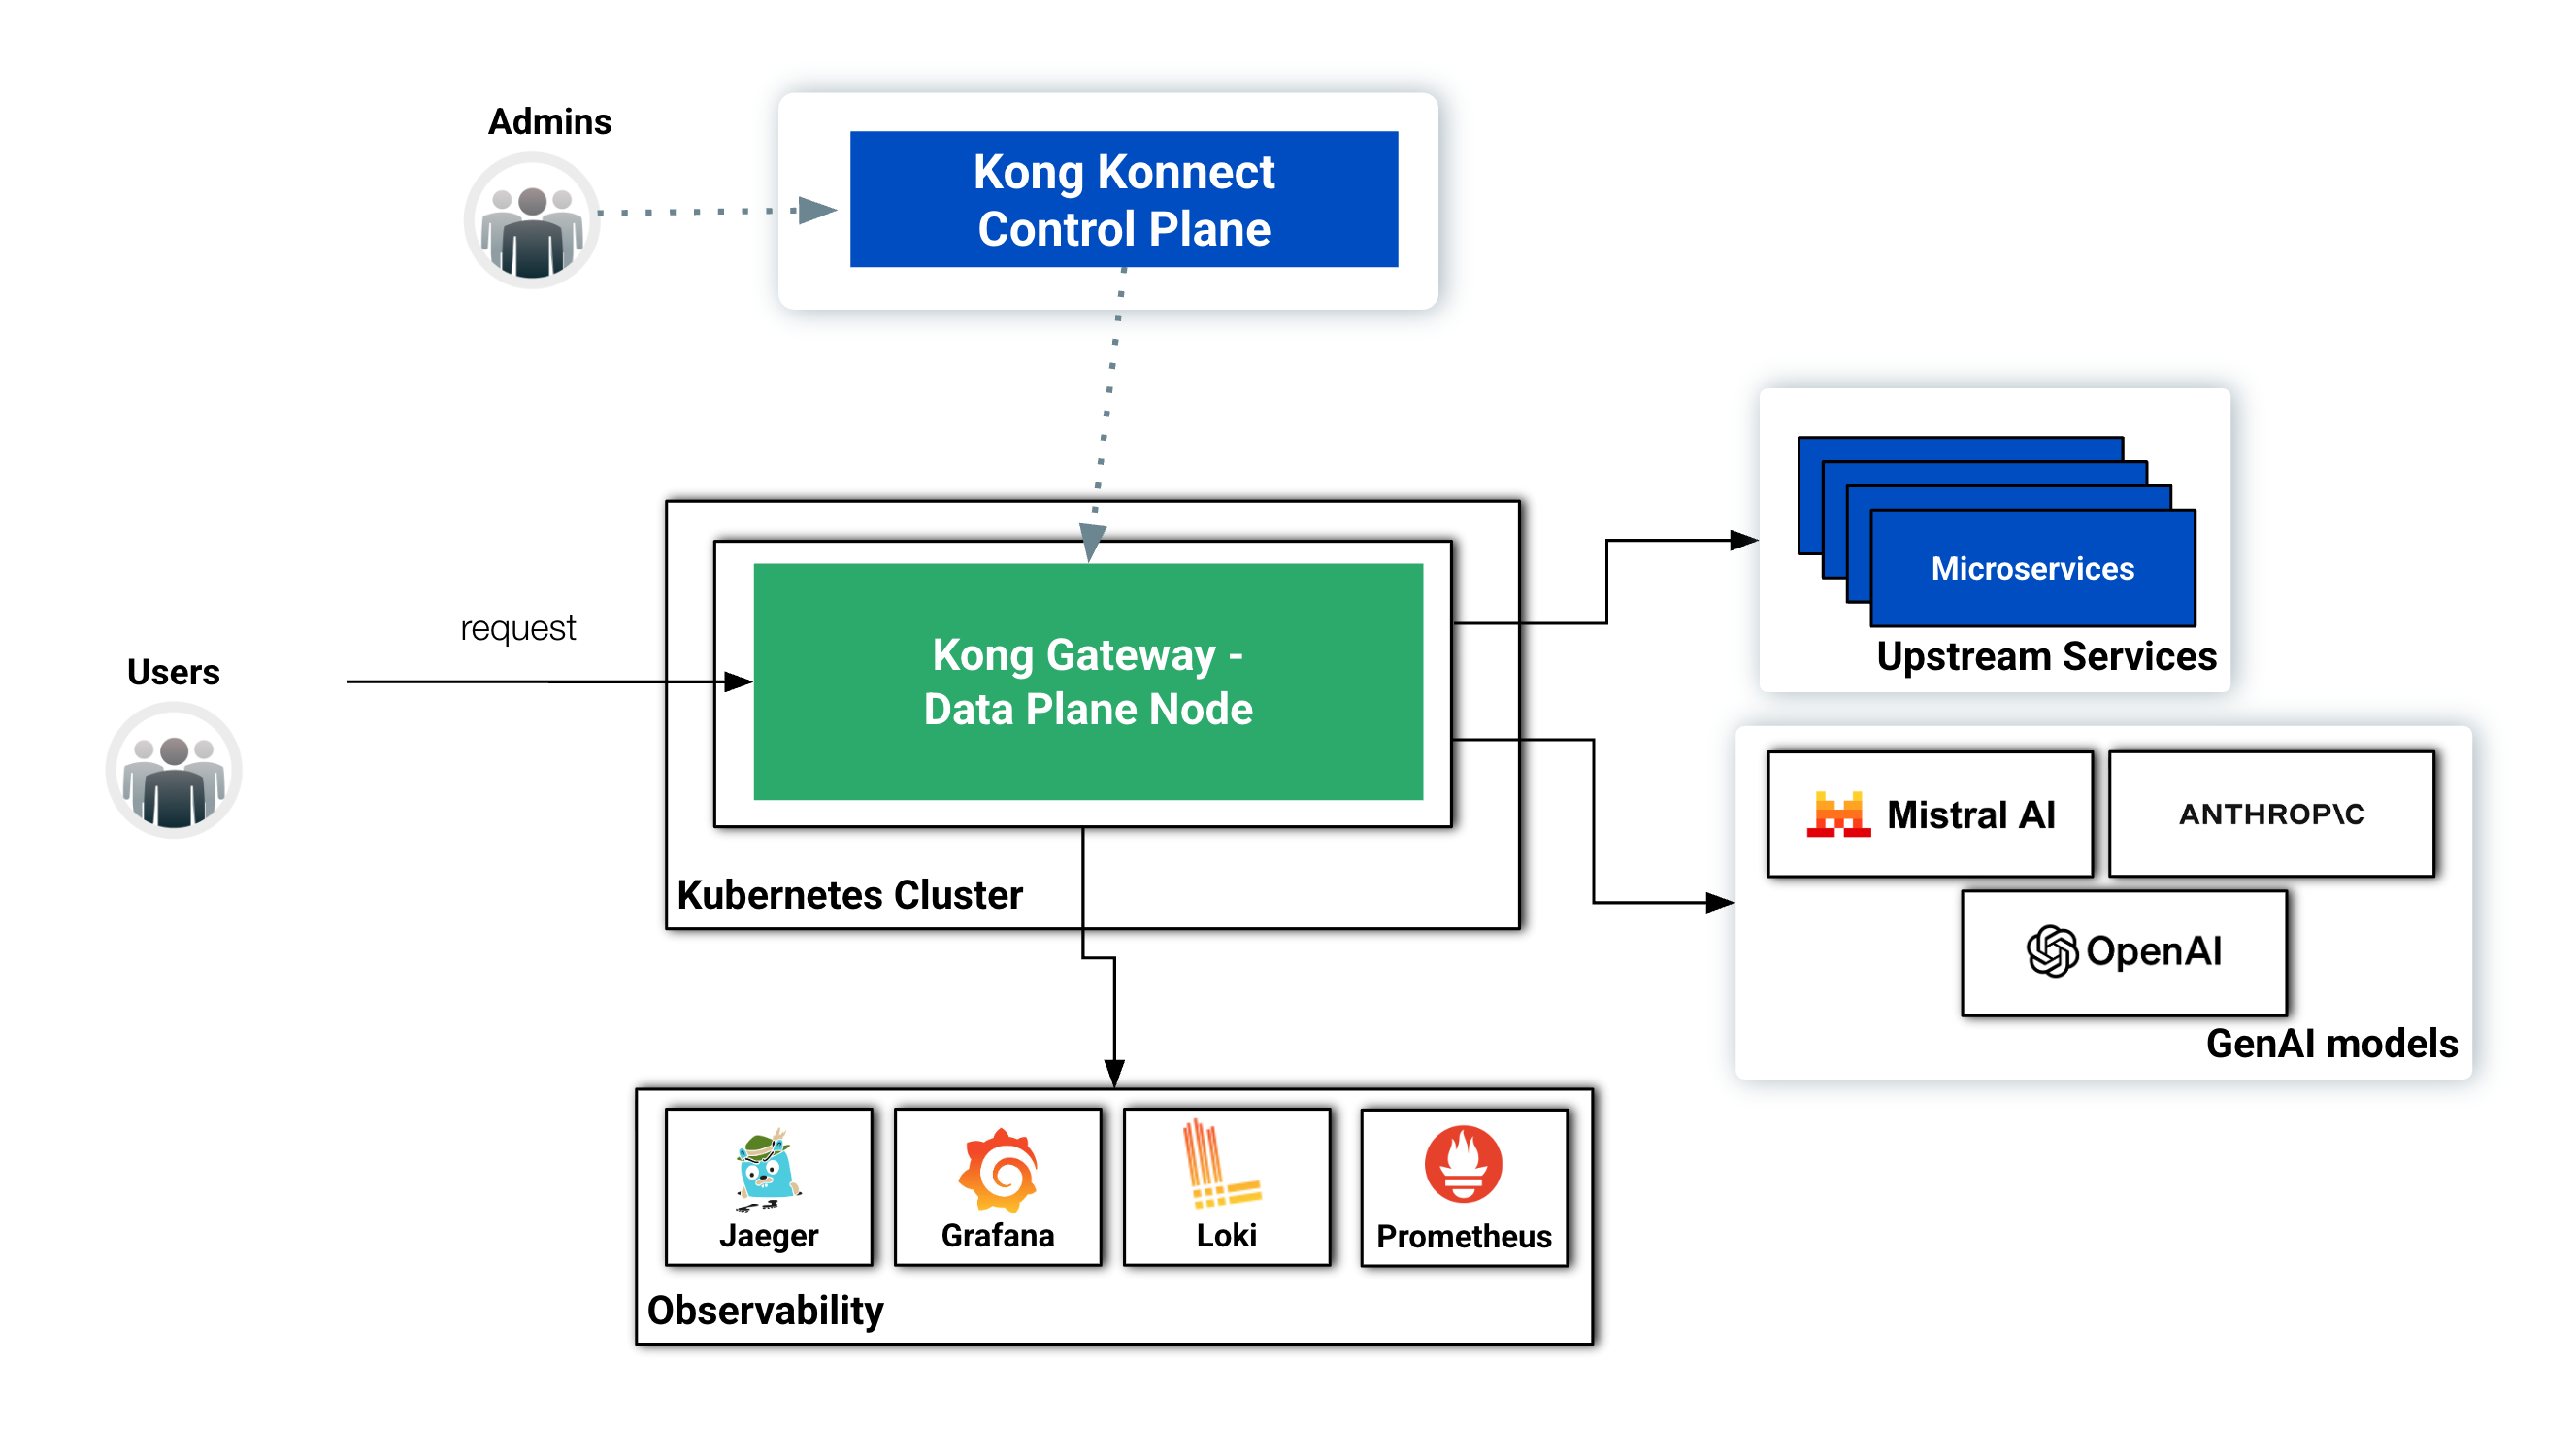 Admins
Kong Konnect
Control Plane
Microservices
Upstream Services
request
Users
Kong Gateway -
Data Plane Node
Kubernetes Cluster
Mistral AI
ANTHROP\C
OpenAI
GenAI models
Jaeger
Grafana
Loki
Prometheus
Observability